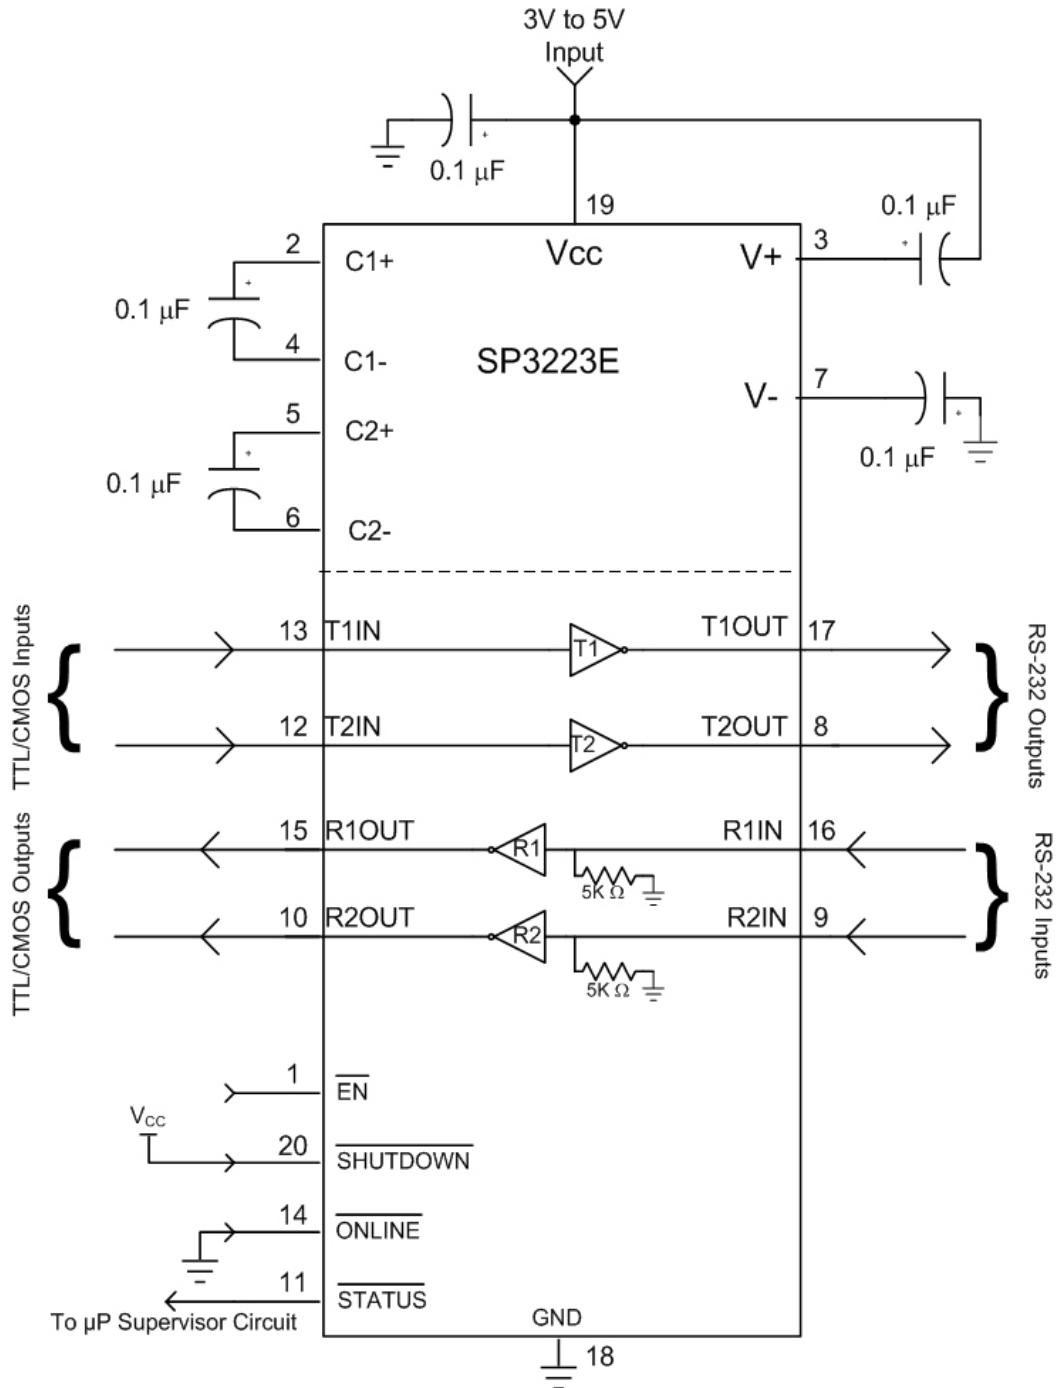 3V to 5V
Input
0.1 µF
+
19
0.1 µF
+
2
C1+
Vcc
V+
3
+
0.1 µF
4
C1-
SP3223E
5
C2+
V-
7
+
0.1 µF
+
0.1 µF
6
C2-
TTL/CMOS Inputs
13
T1IN
T1
T1OUT
17
RS-232 Outputs
12
T2IN
T2
T2OUT
8
TTL/CMOS Outputs
15
R1OUT
R1
R1IN
16
RS-232 Inputs
5K Ω
10
R2OUT
R2
R2IN
9
5K Ω
1
EN
VCC
20
SHUTDOWN
14
ONLINE
11
STATUS
To µP Supervisor Circuit
GND
18